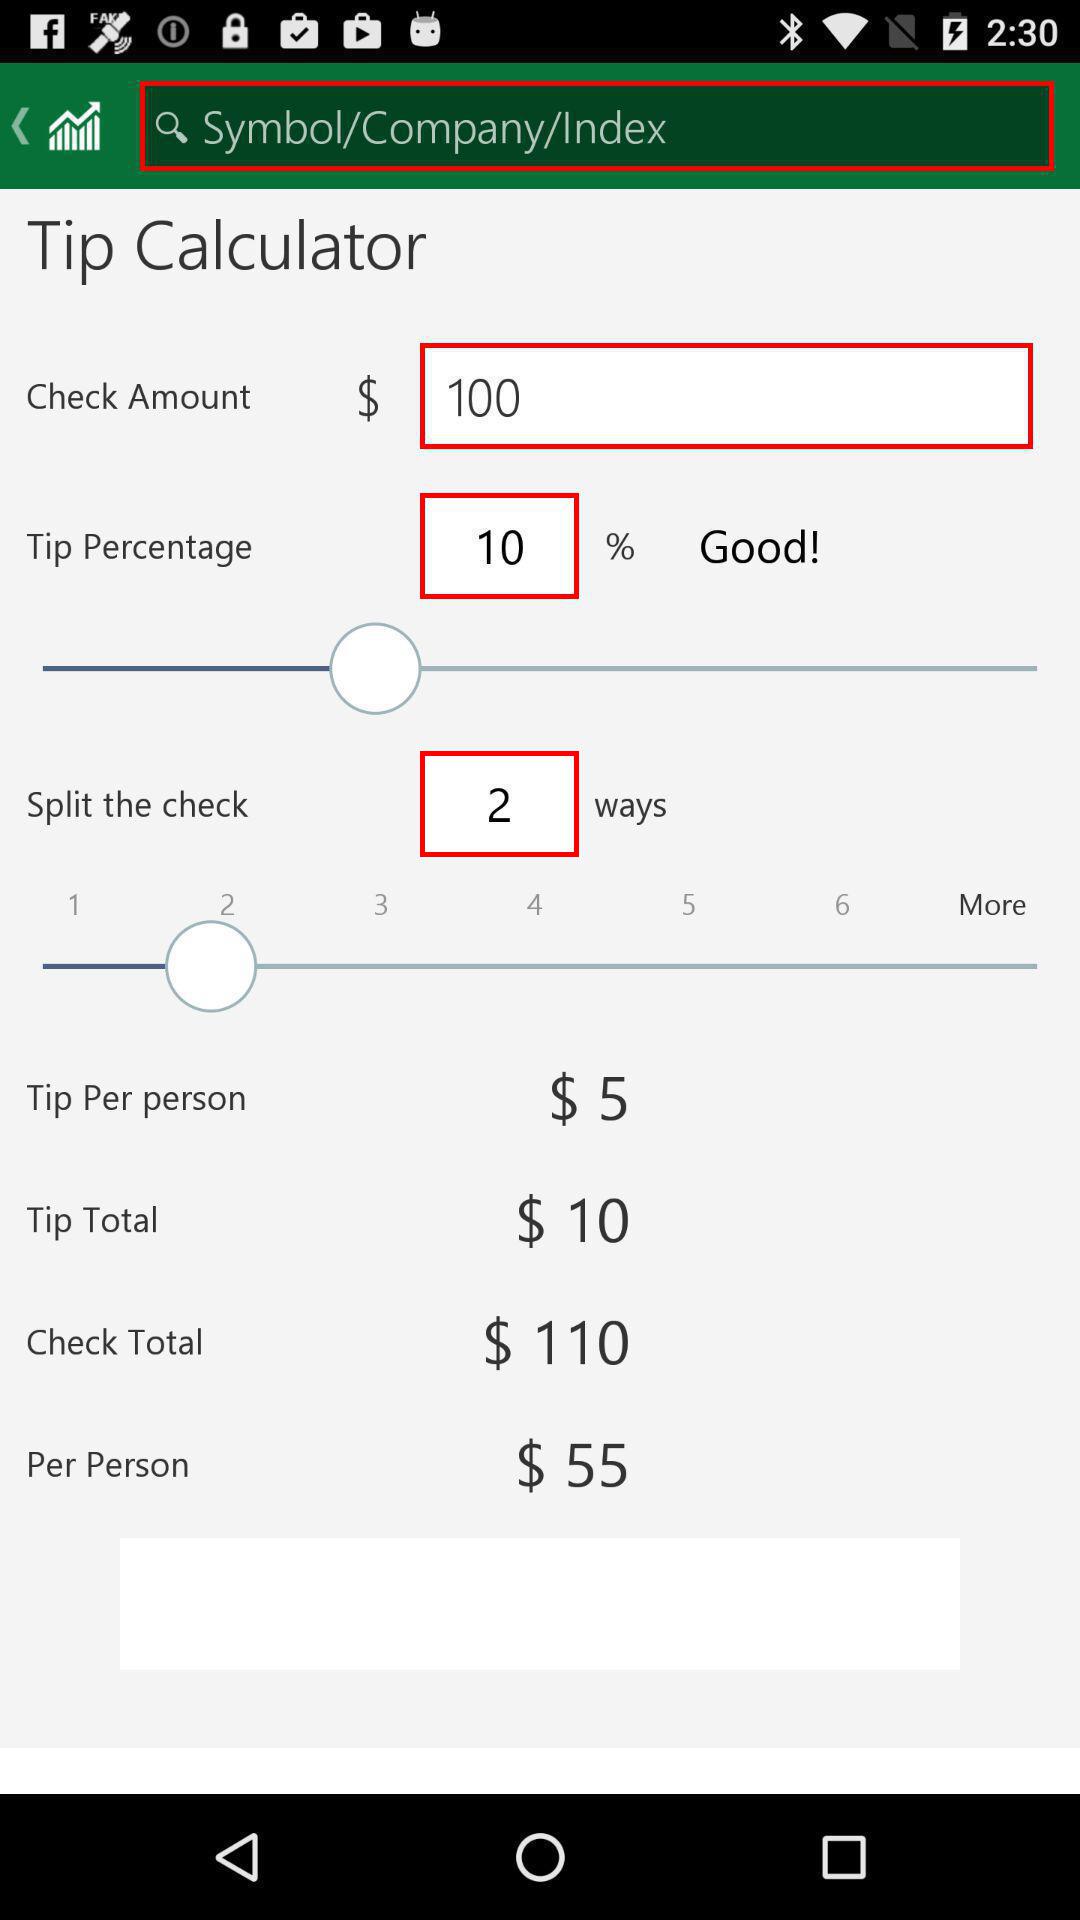 FAKE
2:30
Symbol/Company/Index
Tip Calculator
Check Amount $ 100
Tip Percentage 10 % Good!
Split the check 2 ways
1 2 3 4 5 6 More
Tip Per person $ 5
Tip Total $ 10
Check Total $ 110
Per Person $ 55